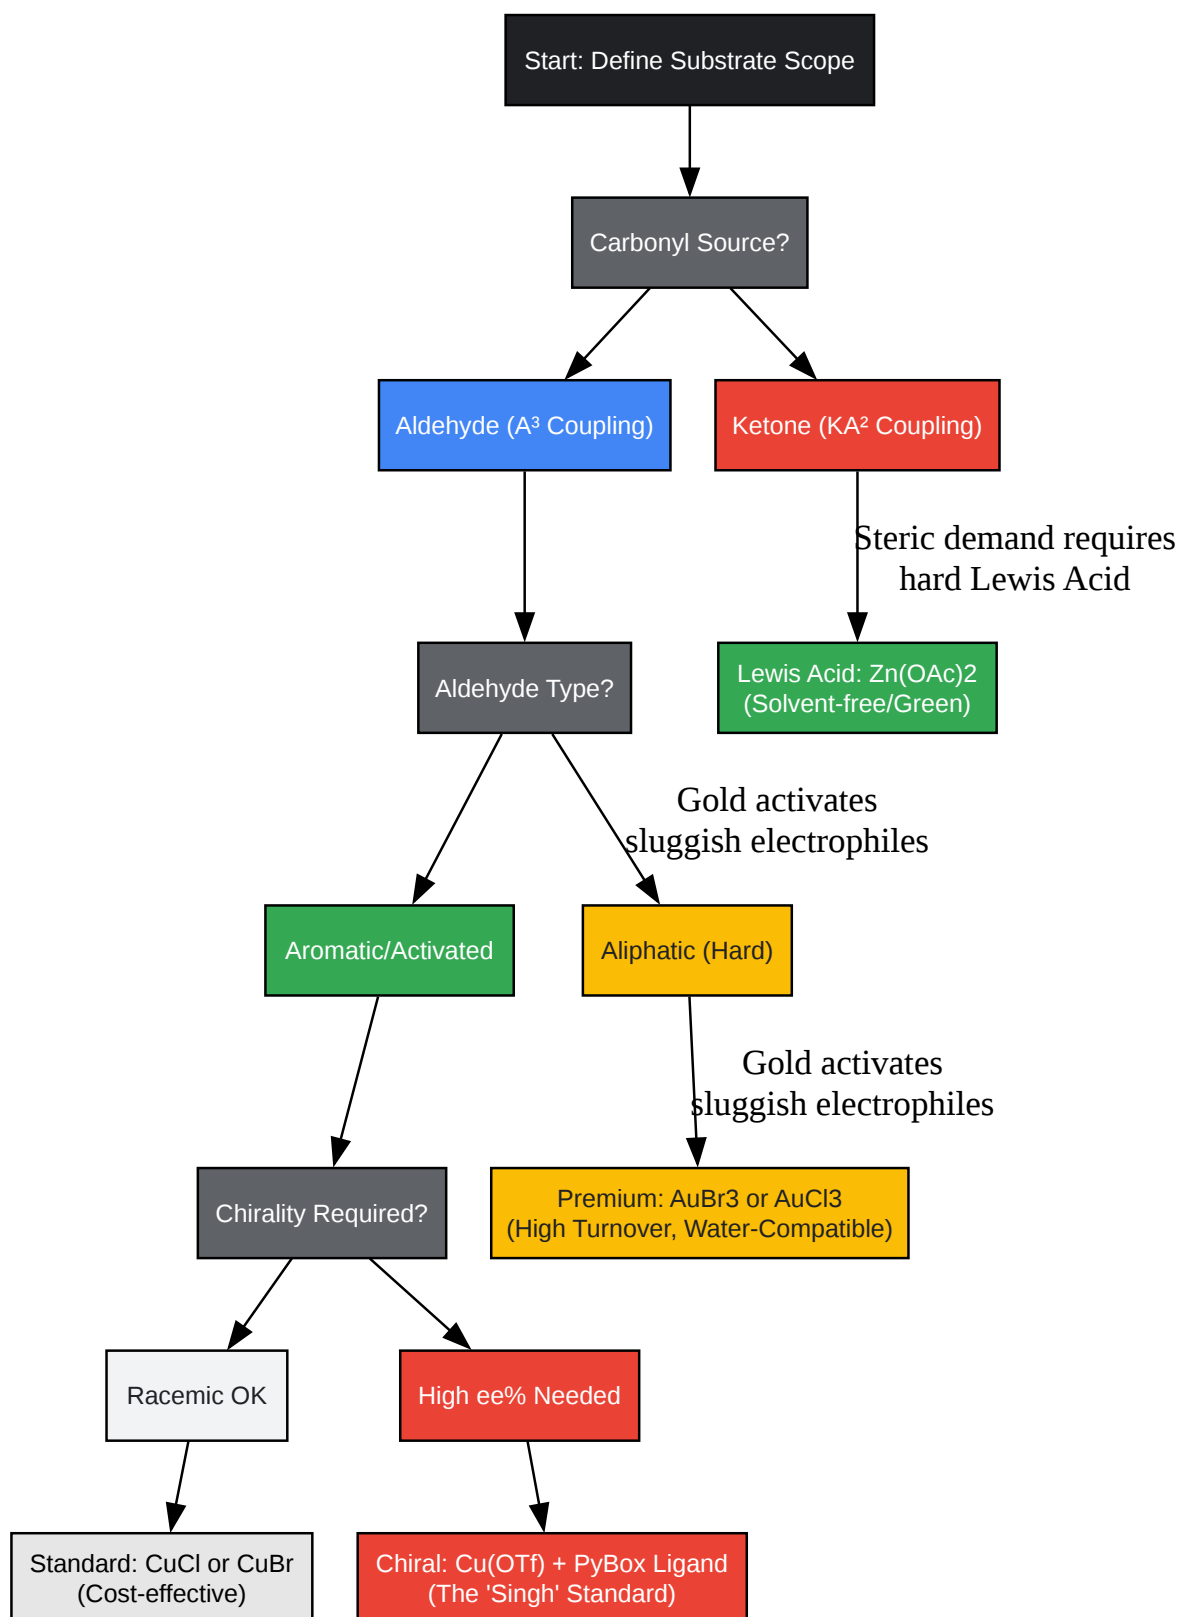 Start: Define Substrate Scope
Carbonyl Source?
Aldehyde (A³ Coupling)
Ketone (KA² Coupling)
Steric demand requires
hard Lewis Acid
Aldehyde Type?
Lewis Acid: Zn(OAc)2
(Solvent-free/Green)
Gold activates
sluggish electrophiles
Aromatic/Activated
Aliphatic (Hard)
Gold activates
sluggish electrophiles
Chirality Required?
Premium: AuBr3 or AuCl3
(High Turnover, Water-Compatible)
Racemic OK
High ee% Needed
Standard: CuCl or CuBr
(Cost-effective)
Chiral: Cu(OTf) + PyBox Ligand
(The 'Singh' Standard)